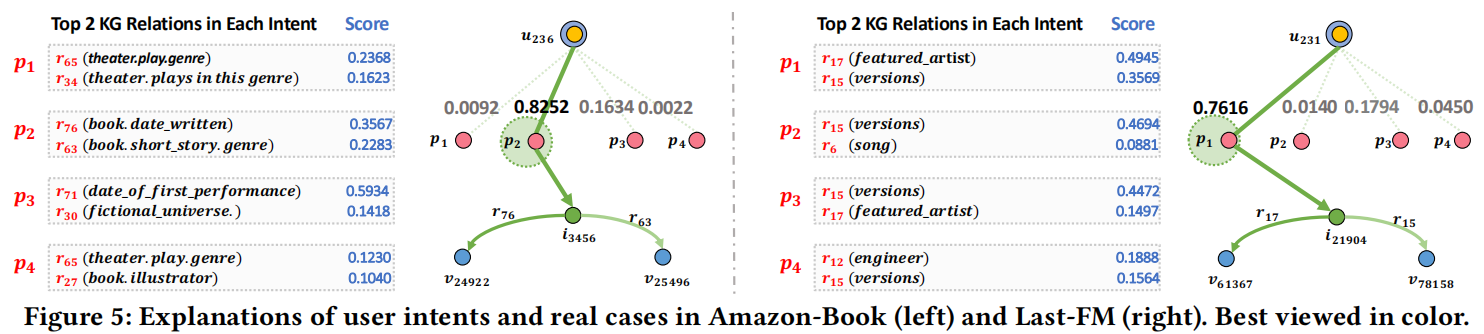 Top 2 KG Relations in Each Intent Score
p1
r65 (theater.play.genre) 0.2368
r34 (theater.plays in this genre) 0.1623
p2
r76 (book.date_written) 0.3567
r63 (book.short_story.genre) 0.2283
p3
r71 (date_of_first_performance) 0.5934
r30 (fictional_universe.) 0.1418
p4
r65 (theater.play.genre) 0.1230
r27 (book.illustrator) 0.1040
u236
0.0092 0.8252 0.1634 0.0022
p1 p2 p3 p4
r76 r63
i3456
v24922 v25496
Top 2 KG Relations in Each Intent Score
p1
r17 (featured_artist) 0.4945
r15 (versions) 0.3569
p2
r15 (versions) 0.4694
r6 (song) 0.0881
p3
r15 (versions) 0.4472
r17 (featured_artist) 0.1497
p4
r12 (engineer) 0.1888
r15 (versions) 0.1564
u231
0.7616 0.0140 0.1794 0.0450
p1 p2 p3 p4
r17 r15
i21904
v61367 v78158
Figure 5: Explanations of user intents and real cases in Amazon-Book (left) and Last-FM (right). Best viewed in color.